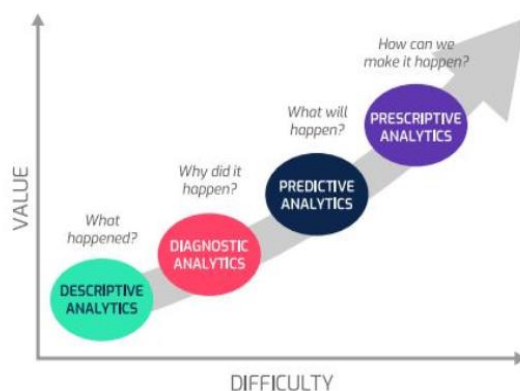 How can we
make it happen?
PRESCRIPTIVE
ANALYTICS
What will
happen?
PREDICTIVE
ANALYTICS
Why did it
happen?
DIAGNOSTIC
ANALYTICS
What
happened?
DESCRIPTIVE
ANALYTICS
VALUE
DIFFICULTY